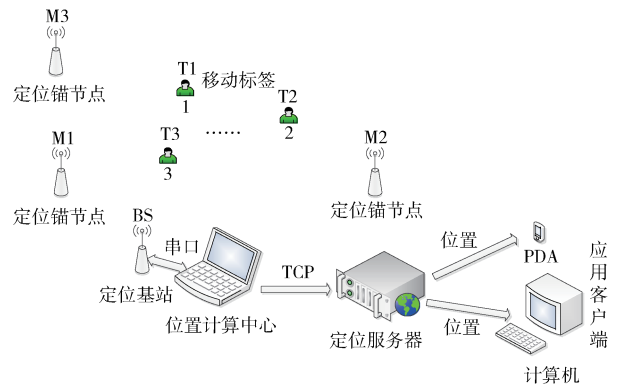 M3
定位锚节点
T1
移动标签
1
T2
2
T3
……
3
M1
定位锚节点
M2
定位锚节点
BS
串口
定位基站
位置计算中心
TCP
定位服务器
位置
PDA
位置
应用客户端
计算机